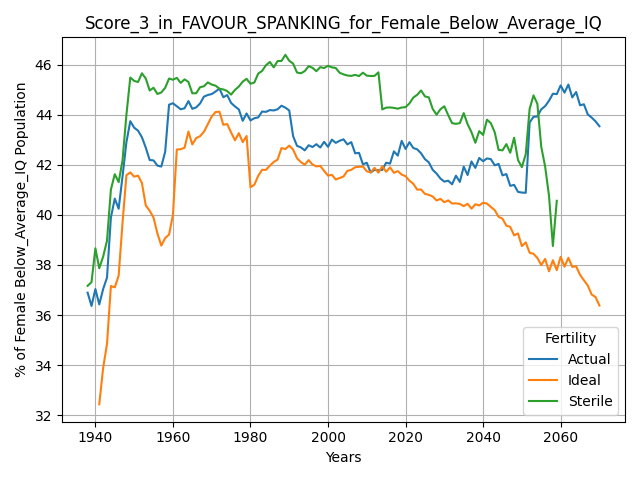 Score_3_in_FAVOUR_SPANKING_for_Female_Below_Average_IQ
% of Female Below_Average_IQ Population
46
44
42
40
38
36
34
32
1940
1960
1980
2000
2020
2040
2060
Years
Fertility
Actual
Ideal
Sterile